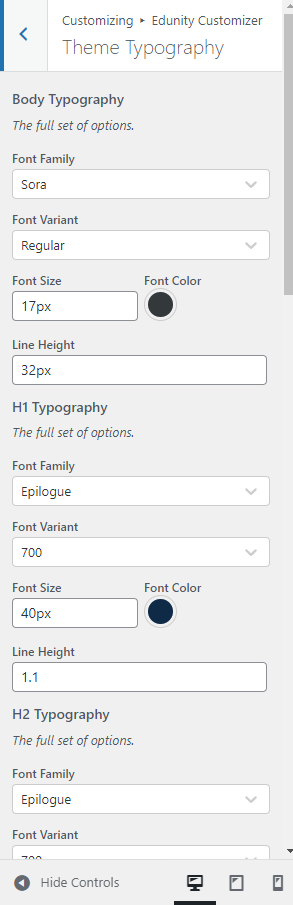 Customizing ▸ Edunity Customizer
Theme Typography
Body Typography
The full set of options.
Font Family
Sora
Font Variant
Regular
Font Size Font Color
17px
Line Height
32px
H1 Typography
The full set of options.
Font Family
Epilogue
Font Variant
700
Font Size Font Color
40px
Line Height
1.1
H2 Typography
The full set of options.
Font Family
Epilogue
Font Variant
700
Hide Controls